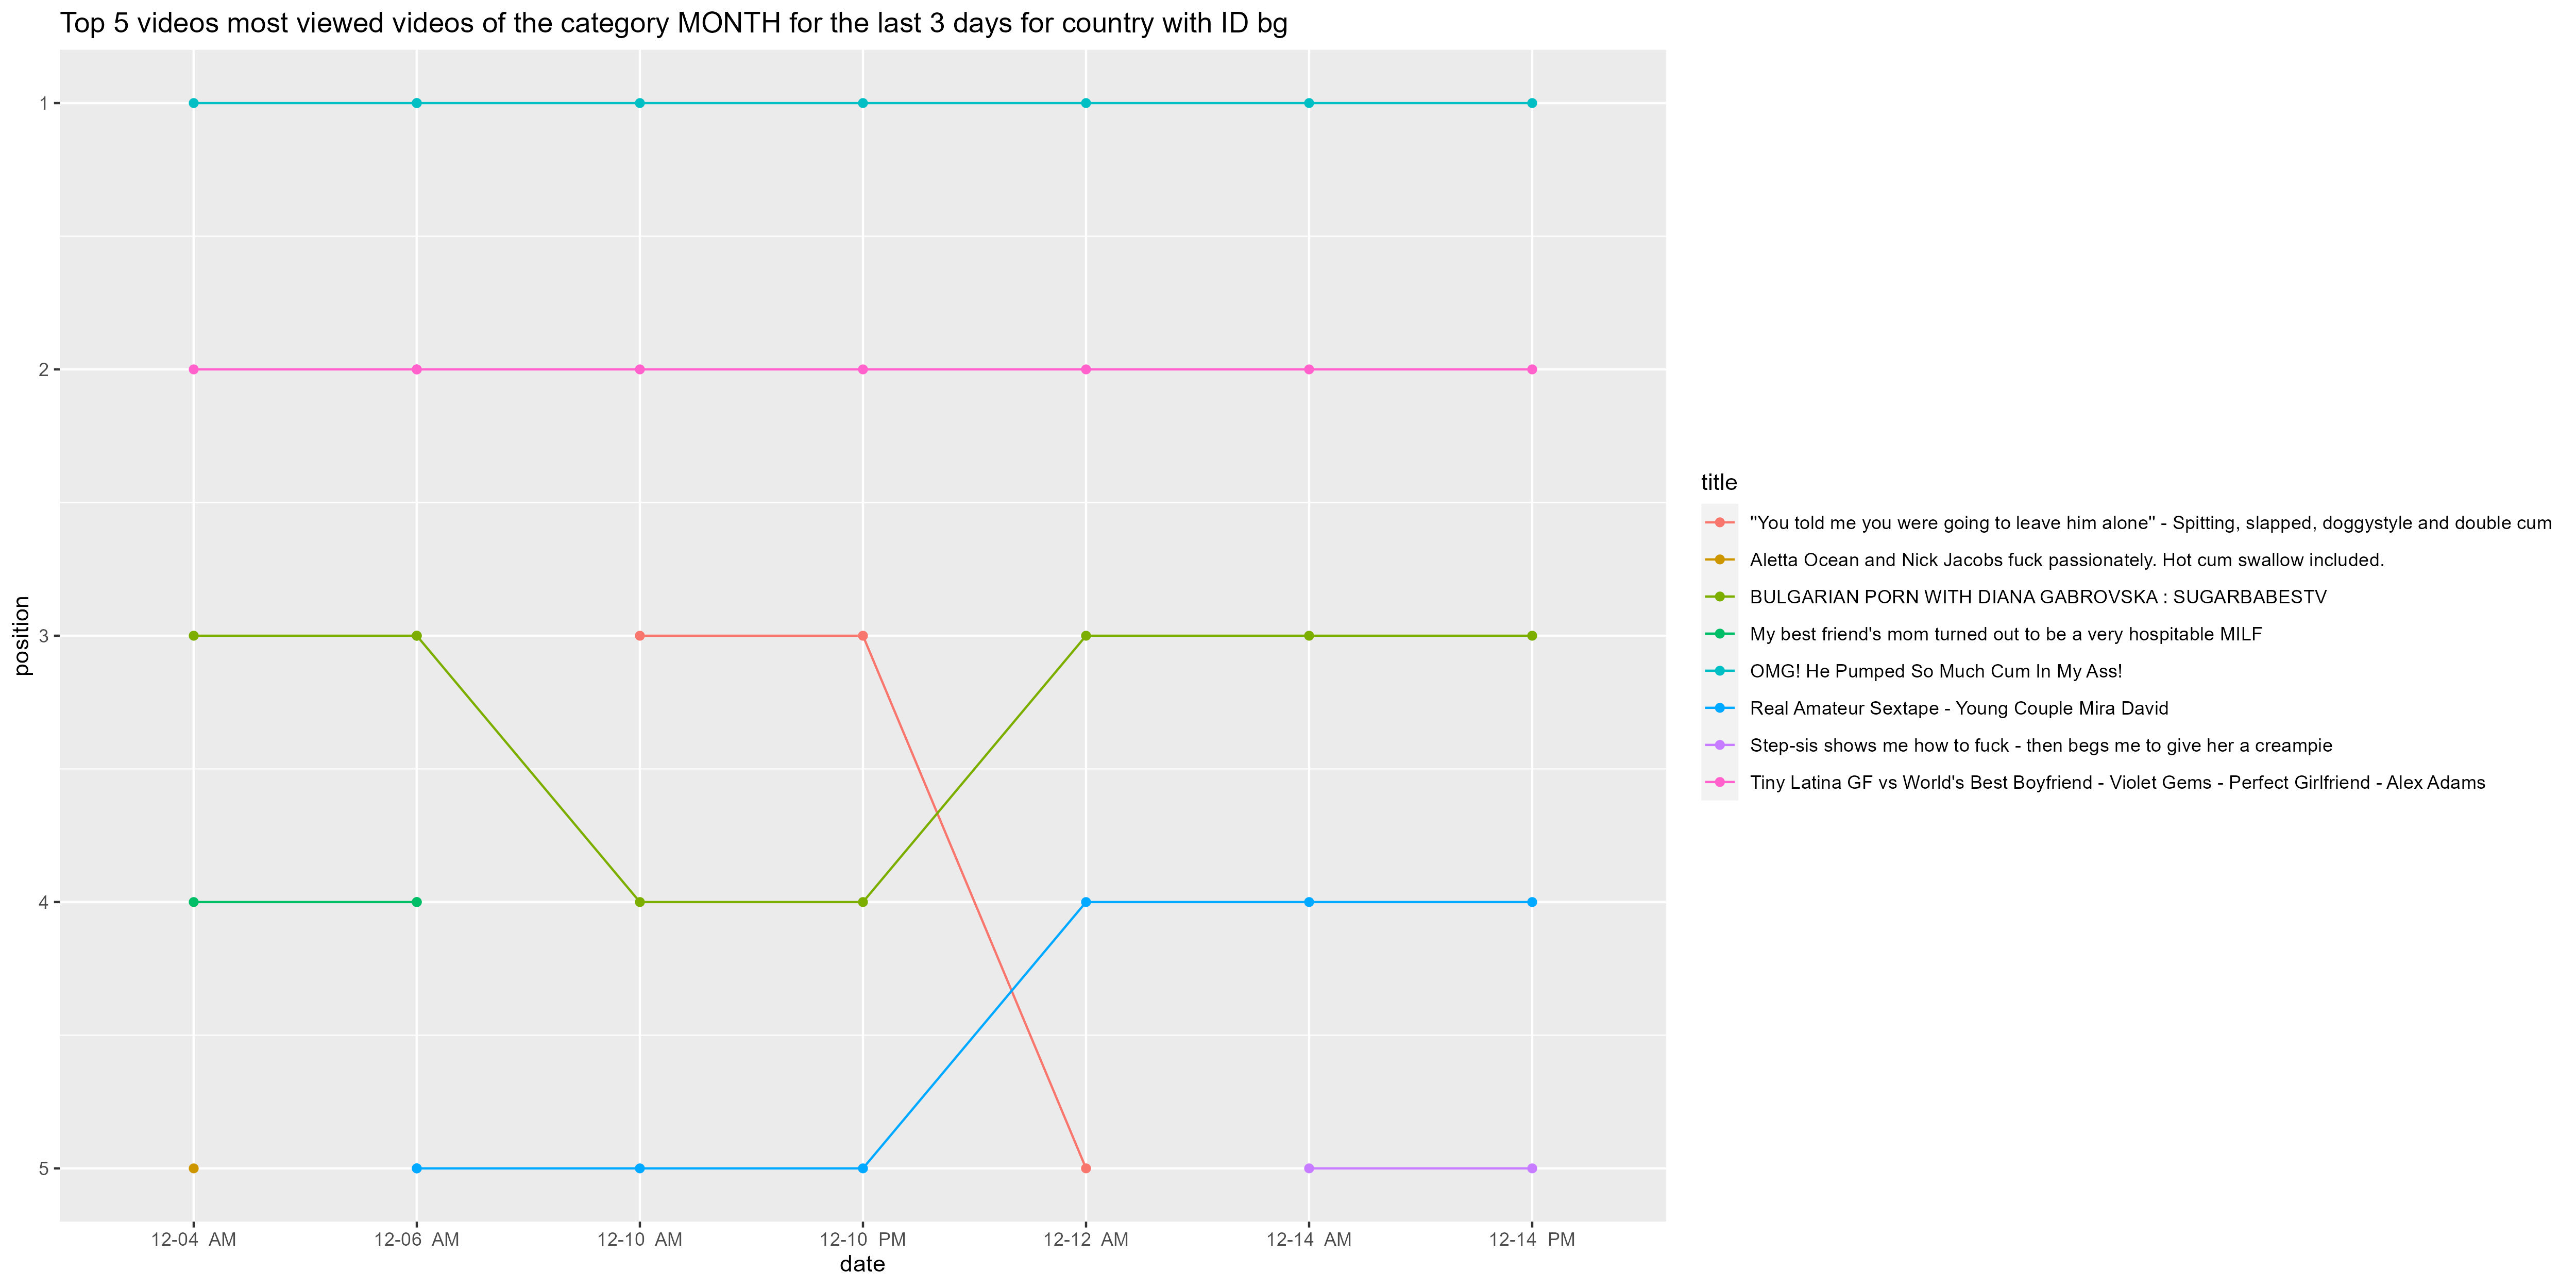 Top 5 videos most viewed videos of the category MONTH for the last 3 days for country with ID bg
position
1
2
3
4
5
12-04 AM
12-06 AM
12-10 AM
12-10 PM
12-12 AM
12-14 AM
12-14 PM
date
title
"You told me you were going to leave him alone" - Spitting, slapped, doggystyle and double cum
Aletta Ocean and Nick Jacobs fuck passionately. Hot cum swallow included.
BULGARIAN PORN WITH DIANA GABROVSKA : SUGARBABESTV
My best friend's mom turned out to be a very hospitable MILF
OMG! He Pumped So Much Cum In My Ass!
Real Amateur Sextape - Young Couple Mira David
Step-sis shows me how to fuck - then begs me to give her a creampie
Tiny Latina GF vs World's Best Boyfriend - Violet Gems - Perfect Girlfriend - Alex Adams